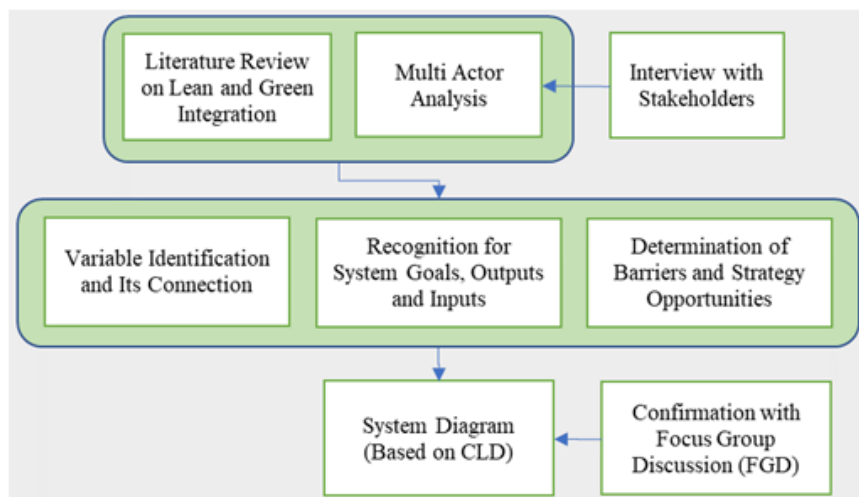 Literature Review
on Lean and Green
Integration
Multi Actor
Analysis
Interview with
Stakeholders
Variable Identification
and Its Connection
Recognition for
System Goals, Outputs
and Inputs
Determination of
Barriers and Strategy
Opportunities
System Diagram
(Based on CLD)
Confirmation with
Focus Group
Discussion (FGD)